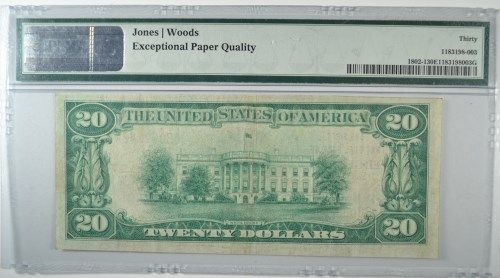 Jones | Woods
Exceptional Paper Quality
Thirty
1183198-003
1802-130E1183198003G
20 THE UNITED STATES OF AMERICA 20
20 TWENTY DOLLARS 20